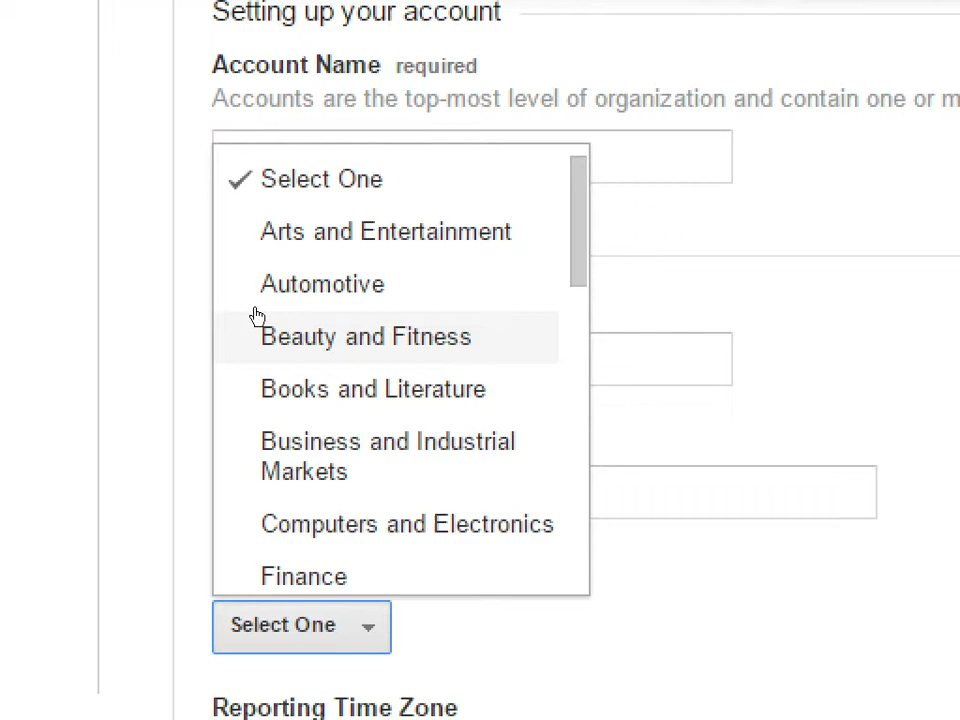 Setting up your account
Account Name required
Accounts are the top-most level of organization and contain one or m
Select One
Arts and Entertainment
Automotive
Beauty and Fitness
Books and Literature
Business and Industrial
Markets
Computers and Electronics
Finance
Select One
Reporting Time Zone